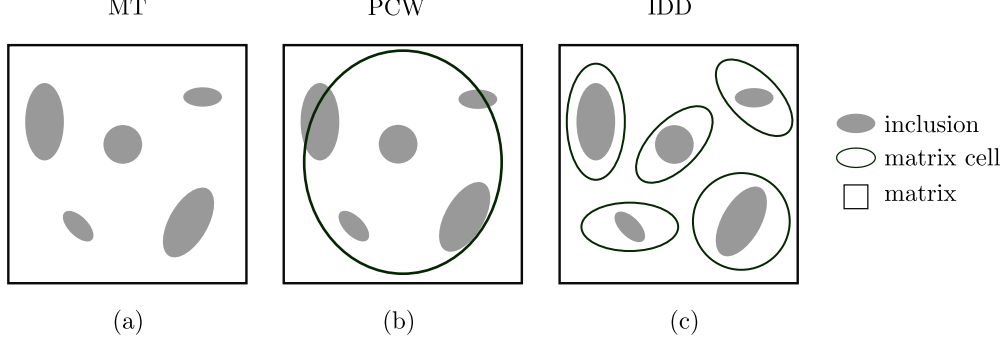 MT
PCW
IDD
inclusion
matrix cell
matrix
(a)
(b)
(c)